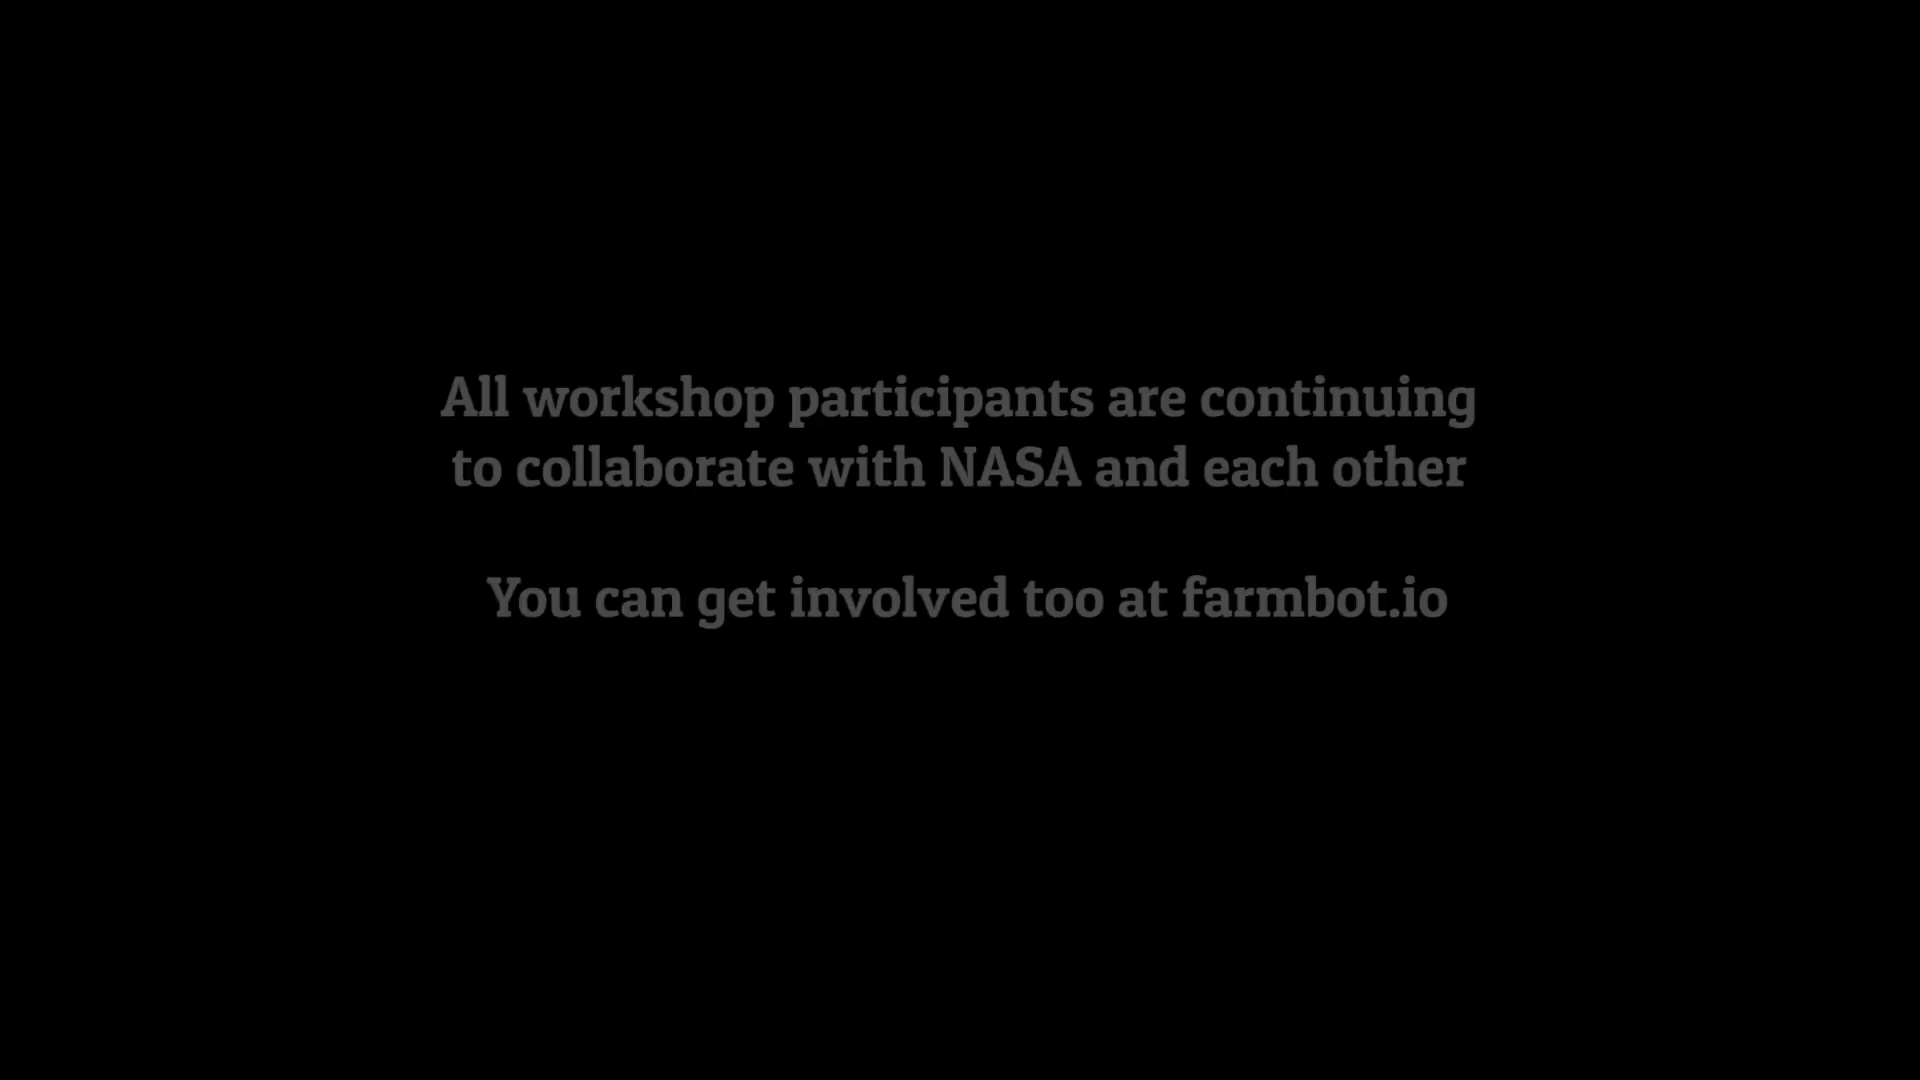 All workshop participants are continuing
to collaborate with NASA and each other
You can get involved too at farmbot.io